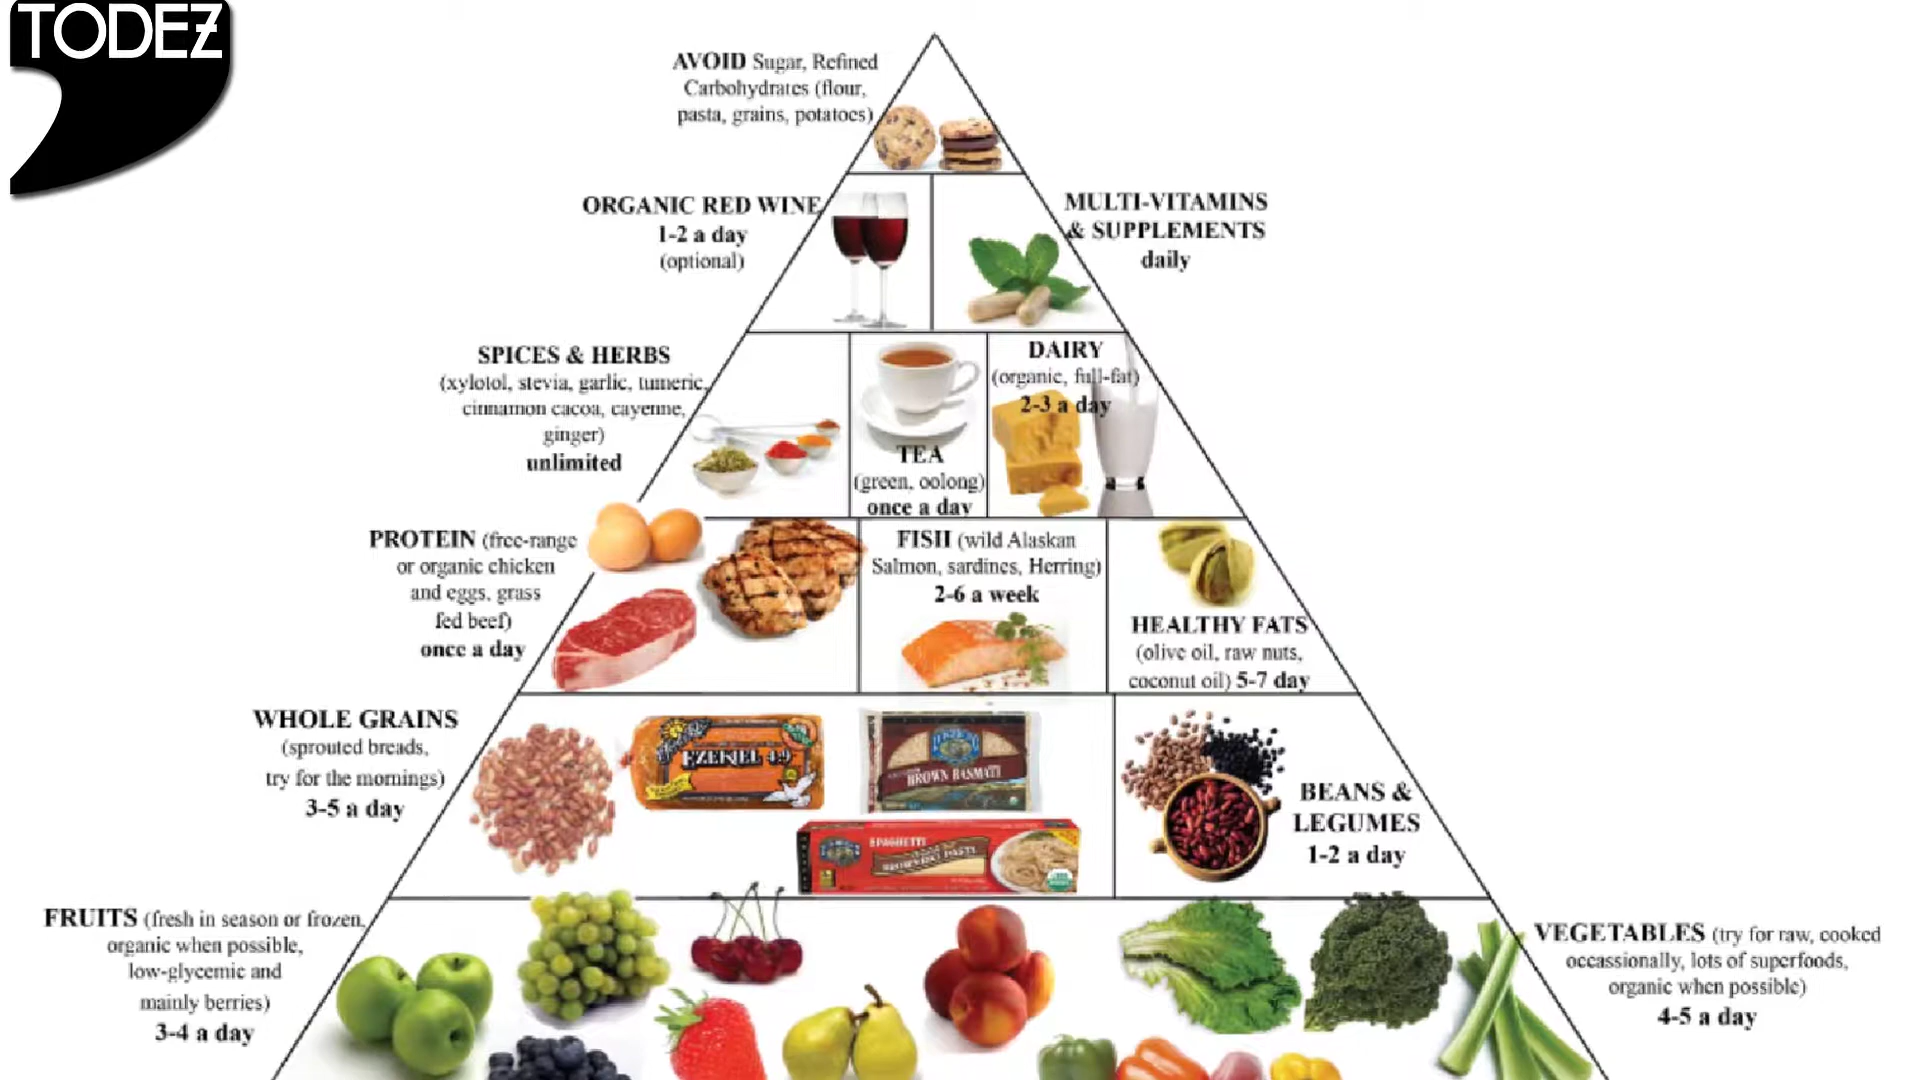 TODEZ
AVOID Sugar, Refined
Carbohydrates (flour,
pasta, grains, potatoes)
ORGANIC RED WINE
1-2 a day
(optional)
MULTI-VITAMINS
& SUPPLEMENTS
daily
SPICES & HERBS
(xylotol, stevia, garlic, tumeric,
cinnamon cacoa, cayenne,
ginger)
unlimited
TEA
(green, oolong)
once a day
DAIRY
(organic, full-fat)
2-3 a day
PROTEIN (free-range
or organic chicken
and eggs, grass
fed beef)
once a day
FISH (wild Alaskan
Salmon, sardines, Herring)
2-6 a week
HEALTHY FATS
(olive oil, raw nuts,
coconut oil) 5-7 day
WHOLE GRAINS
(sprouted breads,
try for the mornings)
3-5 a day
EZEKIEL 4:9
BROWN BASMATI
SPAGHETTI
BEANS &
LEGUMES
1-2 a day
FRUITS (fresh in season or frozen,
organic when possible,
low-glycemic and
mainly berries)
3-4 a day
VEGETABLES (try for raw, cooked
occassionally, lots of superfoods,
organic when possible)
4-5 a day